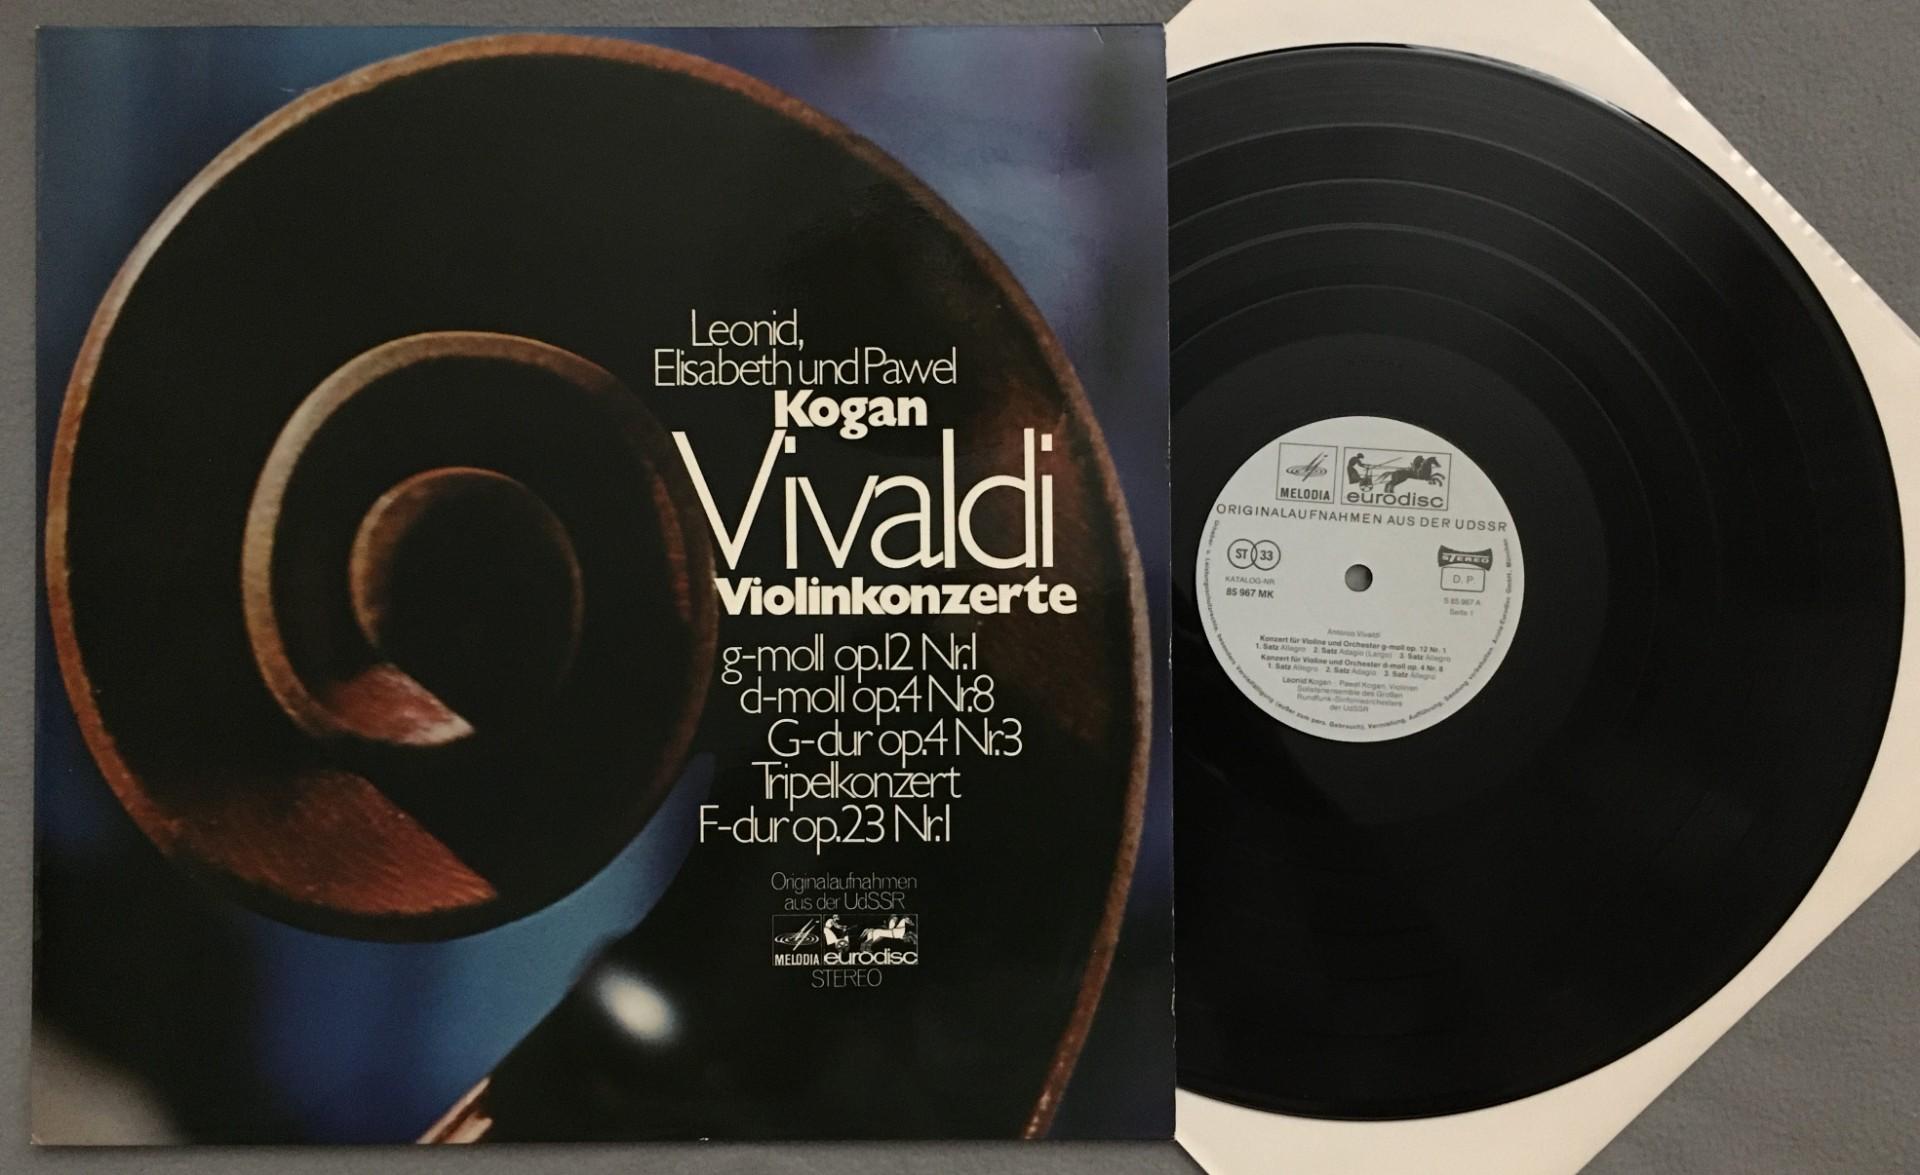 Leonid,
Elisabeth und Pawel
Kogan
Vivaldi
Violinkonzerte
g-moll op.12 Nr.1
d-moll op.4 Nr.8
G-dur op.4 Nr.3
Tripelkonzert
F-dur op.23 Nr.1
Originalaufnahmen
aus der UdSSR
MELODIA eurodisc
STEREO
MELODIA eurodisc
ORIGINALAUFNAHMEN AUS DER UDSSR
ST 33
STEREO
KATALOG-NR
85 967 MK
D. P
S 85 967 A
Seite 1
Antonio Vivaldi
Konzert für Violine und Orchester g-moll op. 12 Nr. 1
1. Satz Allegro 2. Satz Adagio (Largo) 3. Satz Allegro
Konzert für Violine und Orchester d-moll op. 4 Nr. 8
1. Satz Allegro 2. Satz Adagio 3. Satz Allegro
Leonid Kogan - Pawel Kogan, Violinen
Solistenensemble des Großen
Rundfunk-Sinfonieorchesters
der UdSSR